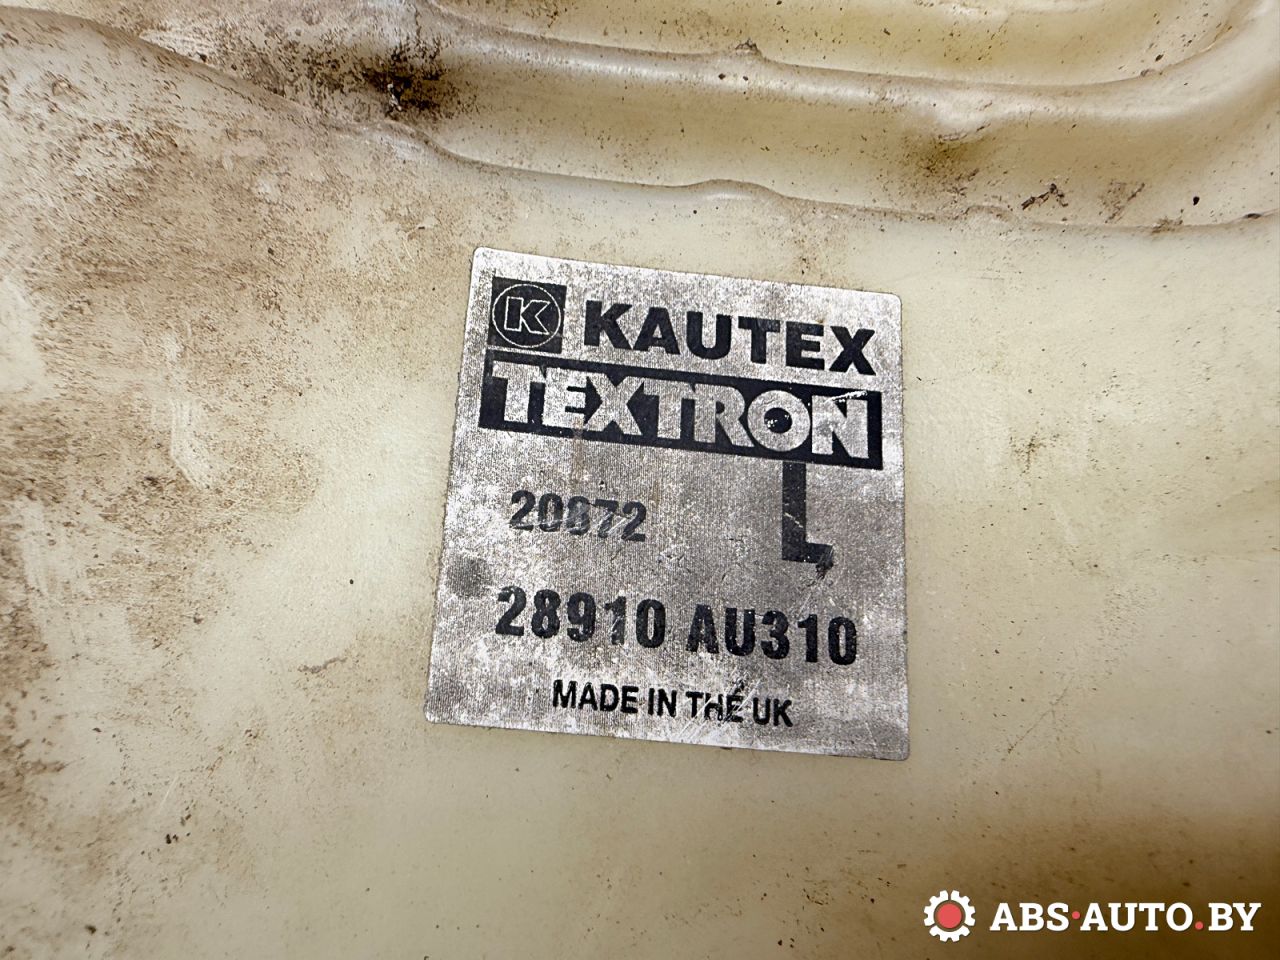 K KAUTEX
TEXTRON
L
20872
28910 AU310
MADE IN THE UK
ABS·AUTO.BY